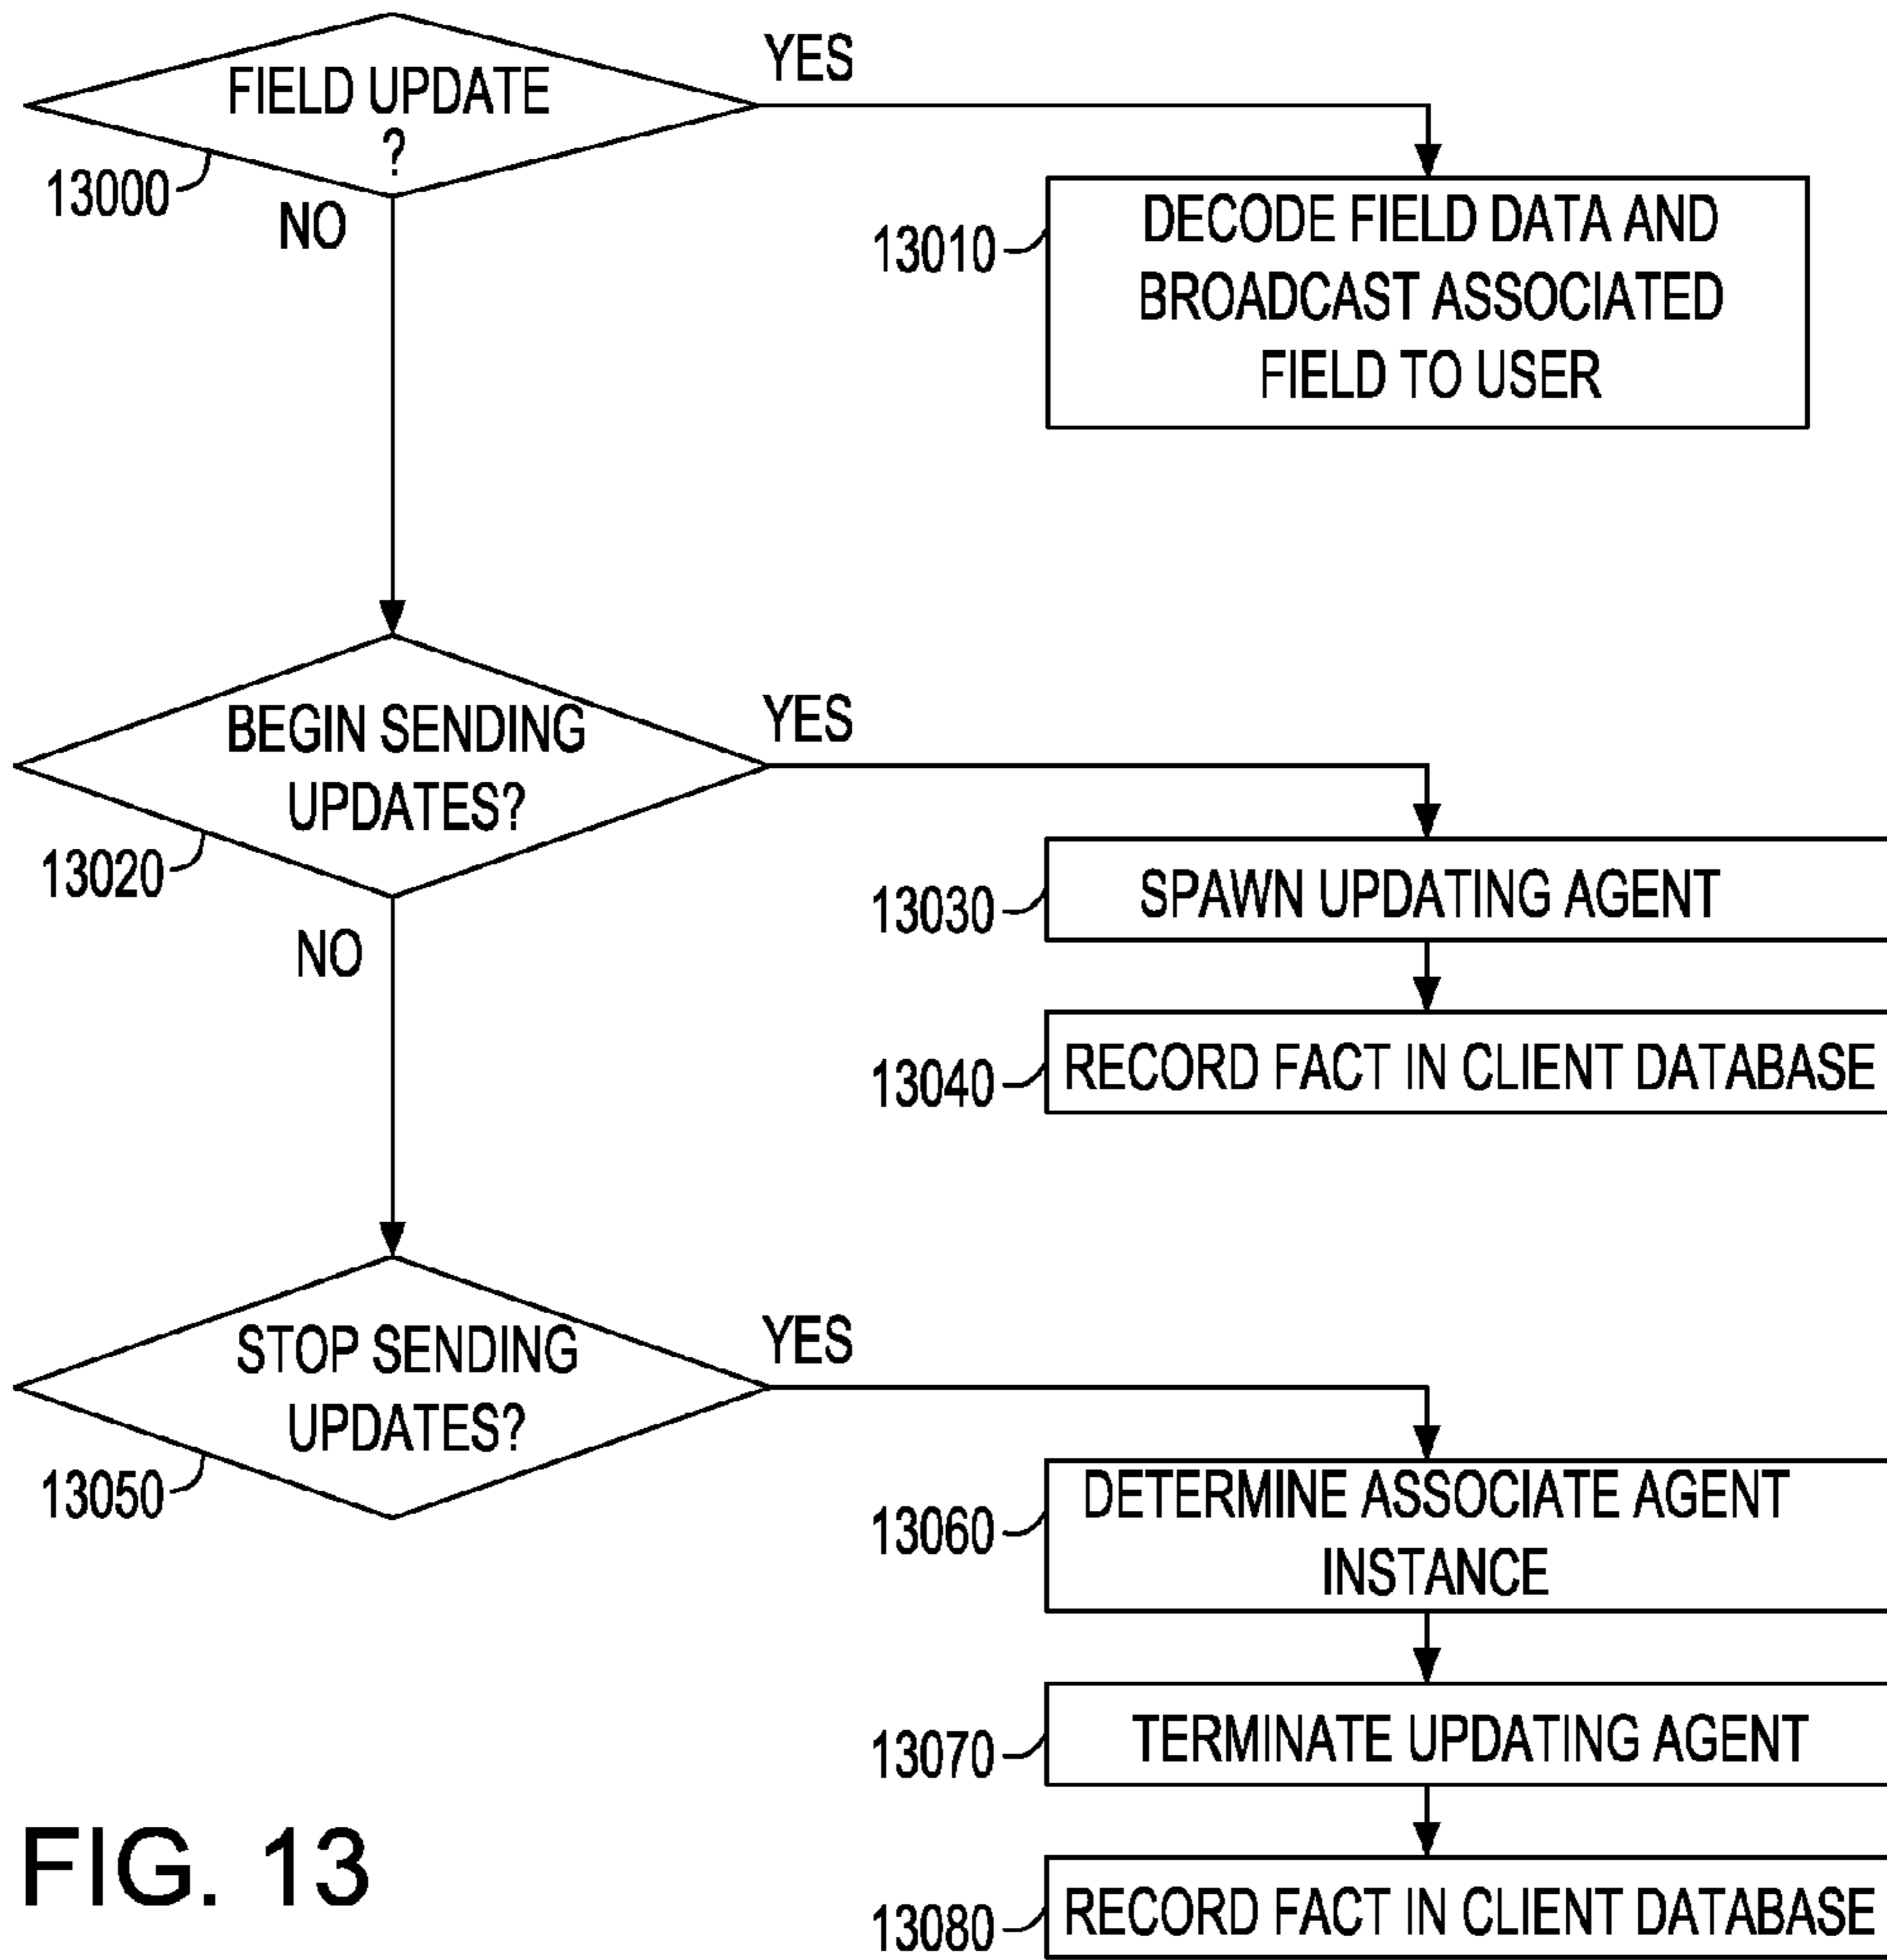 FIELD UPDATE
?
YES
13000
NO
13010
DECODE FIELD DATA AND
BROADCAST ASSOCIATED
FIELD TO USER
BEGIN SENDING
UPDATES?
YES
13020
NO
13030
SPAWN UPDATING AGENT
13040
RECORD FACT IN CLIENT DATABASE
STOP SENDING
UPDATES?
YES
13050
13060
DETERMINE ASSOCIATE AGENT
INSTANCE
13070
TERMINATE UPDATING AGENT
13080
RECORD FACT IN CLIENT DATABASE
FIG. 13